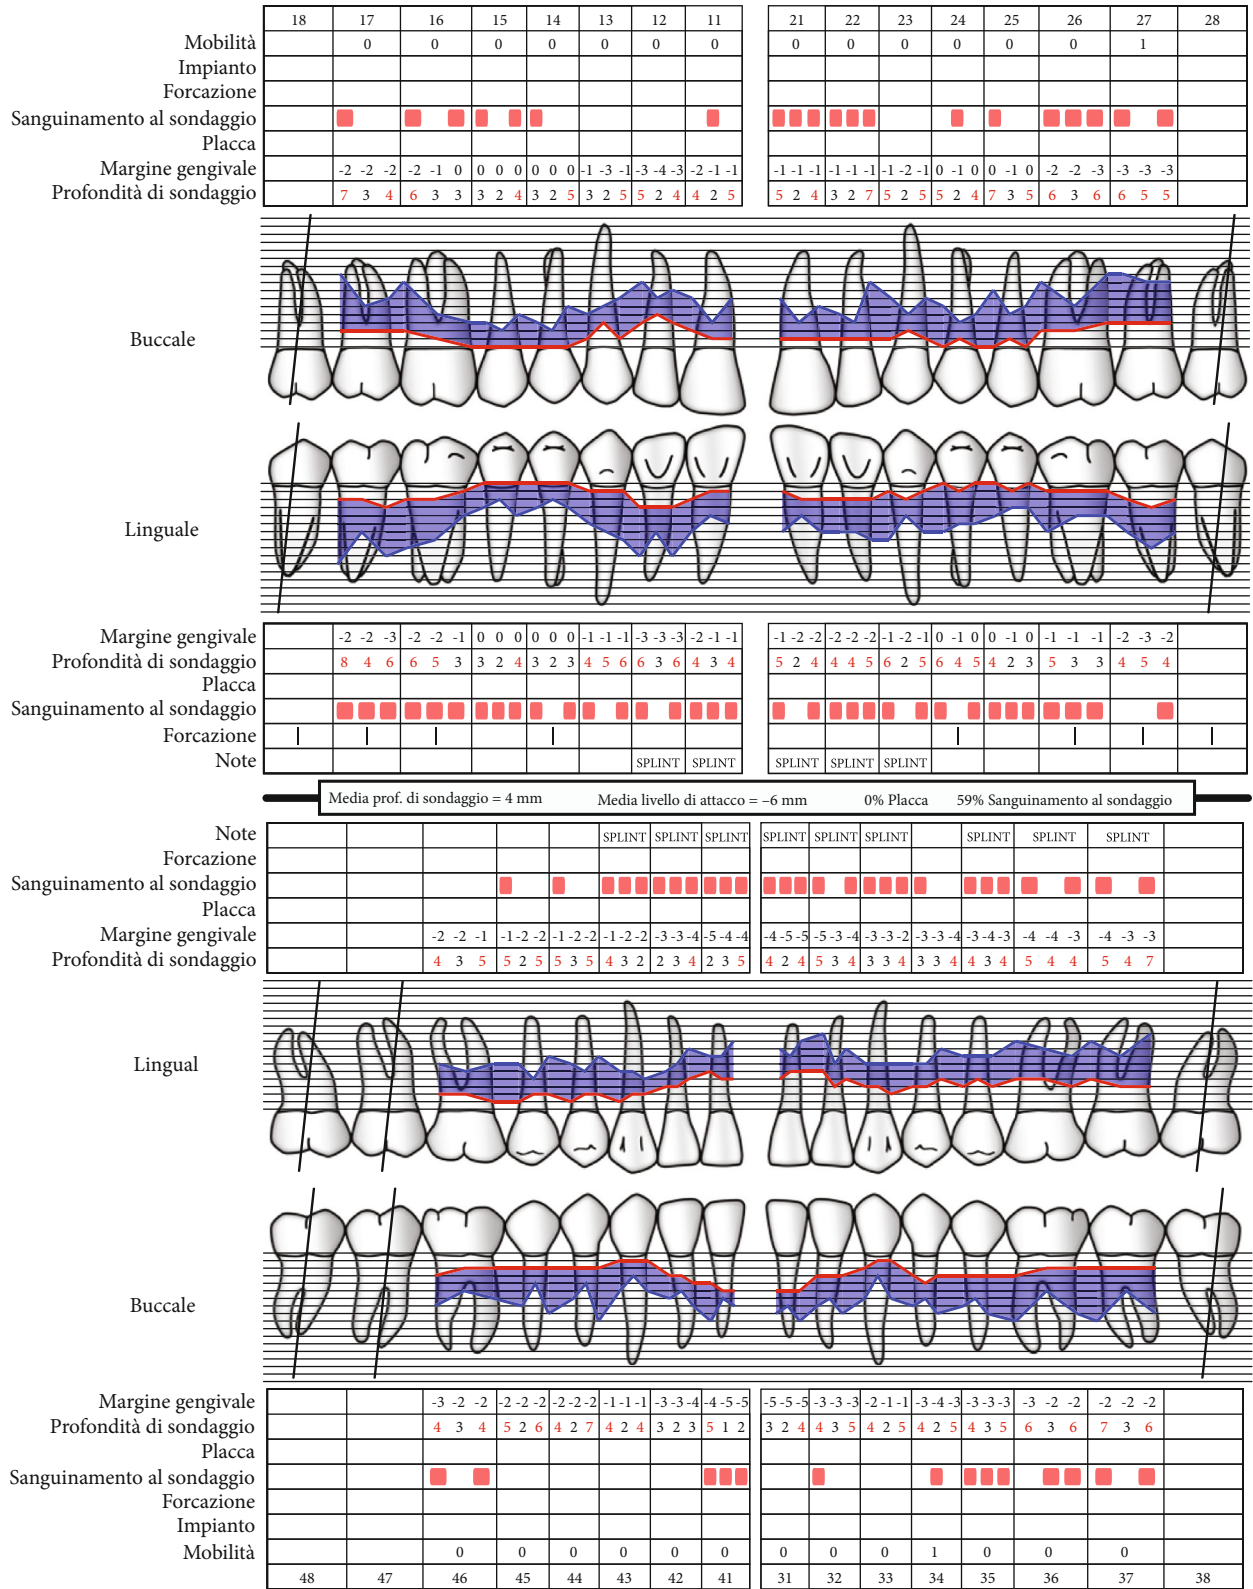 18 17 16 15 14 13 12 11 21 22 23 24 25 26 27 28
Mobilità 0 0 0 0 0 0 0 0 0 0 0 0 0 1
Impianto
Forcazione
Sanguinamento al sondaggio
Placca
Margine gengivale -2 -2 -2 -2 -1 0 0 0 0 0 0 0 -1 -3 -1 -3 -4 -3 -2 -1 -1 -1 -1 -1 -1 -1 -1 -1 -2 -1 0 -1 0 0 -1 0 -2 -2 -3 -3 -3 -3
Profondità di sondaggio 7 3 4 6 3 3 3 2 4 3 2 5 3 2 5 5 2 4 4 2 5 5 2 4 3 2 7 5 2 5 5 2 4 7 3 5 6 3 6 6 5 5
Buccale
Linguale
Margine gengivale -2 -2 -3 -2 -2 -1 0 0 0 0 0 0 -1 -1 -1 -3 -3 -3 -2 -1 -1 -1 -2 -2 -2 -2 -2 -1 -2 -1 0 -1 0 0 -1 0 -1 -1 -1 -2 -3 -2
Profondità di sondaggio 8 4 6 6 5 3 3 2 4 3 2 3 4 5 6 6 3 6 4 3 4 5 2 4 4 4 5 6 2 5 6 4 5 4 2 3 5 3 3 4 5 4
Placca
Sanguinamento al sondaggio
Forcazione
Note SPLINT SPLINT SPLINT SPLINT SPLINT
Media prof. di sondaggio = 4 mm Media livello di attacco = –6 mm 0% Placca 59% Sanguinamento al sondaggio
Note SPLINT SPLINT SPLINT SPLINT SPLINT SPLINT SPLINT SPLINT SPLINT
Forcazione
Sanguinamento al sondaggio
Placca
Margine gengivale -2 -2 -1 -1 -2 -2 -1 -2 -2 -1 -2 -2 -3 -3 -4 -5 -4 -4 -4 -5 -5 -5 -3 -4 -3 -3 -2 -3 -3 -4 -3 -4 -3 -4 -4 -3 -4 -3 -3
Profondità di sondaggio 4 3 5 5 2 5 5 3 5 4 3 2 2 3 4 2 3 5 4 2 4 5 3 4 3 3 4 3 3 4 4 3 4 5 4 4 5 4 7
Lingual
Buccale
Margine gengivale -3 -2 -2 -2 -2 -2 -2 -2 -2 -1 -1 -1 -3 -3 -4 -4 -5 -5 -5 -5 -5 -3 -3 -3 -2 -1 -1 -3 -4 -3 -3 -3 -3 -3 -2 -2 -2 -2 -2
Profondità di sondaggio 4 3 4 5 2 6 4 2 7 4 2 4 3 2 3 5 1 2 3 2 4 4 3 5 4 2 5 4 2 5 4 3 5 6 3 6 7 3 6
Placca
Sanguinamento al sondaggio
Forcazione
Impianto
Mobilità 0 0 0 0 0 0 0 0 0 1 0 0 0
48 47 46 45 44 43 42 41 31 32 33 34 35 36 37 38